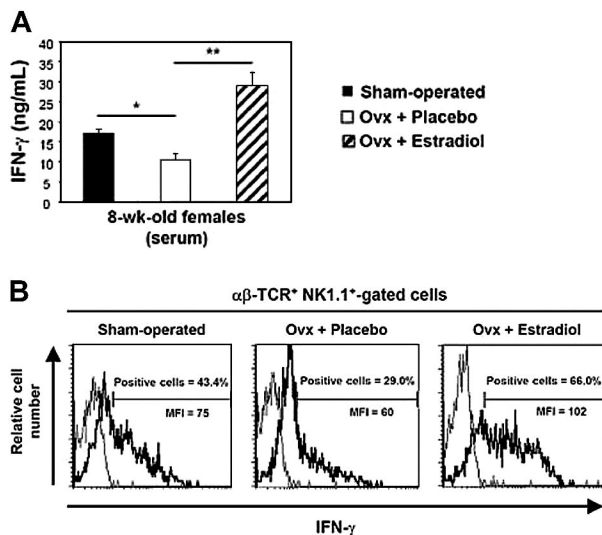 A
IFN-γ (ng/mL)
40
35
30
25
20
15
10
5
0
*
**
8-wk-old females
(serum)
Sham-operated
Ovx + Placebo
Ovx + Estradiol
B
αβ-TCR⁺ NK1.1⁺-gated cells
Sham-operated
Ovx + Placebo
Ovx + Estradiol
Relative cell
number
Positive cells = 43.4%
MFI = 75
Positive cells = 29.0%
MFI = 60
Positive cells = 66.0%
MFI = 102
IFN-γ